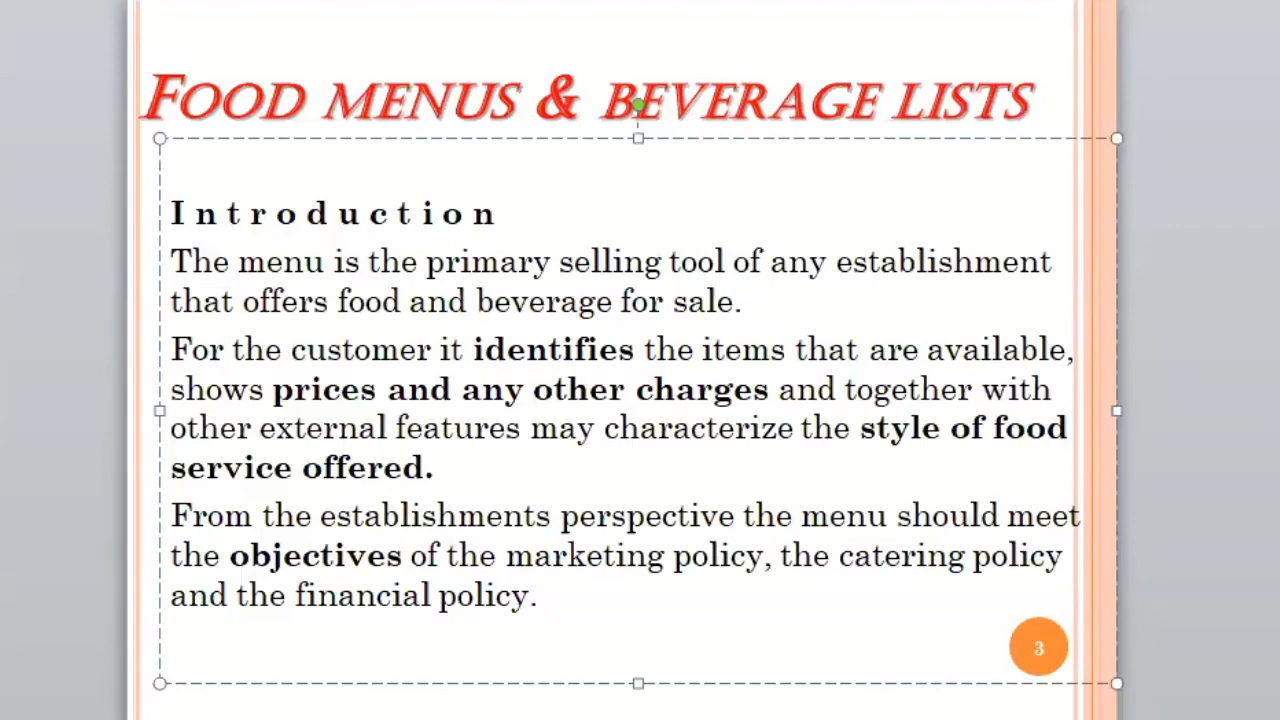 FOOD MENUS & BEVERAGE LISTS
Introduction
The menu is the primary selling tool of any establishment
that offers food and beverage for sale.
For the customer it identifies the items that are available,
shows prices and any other charges and together with
other external features may characterize the style of food
service offered.
From the establishments perspective the menu should meet
the objectives of the marketing policy, the catering policy
and the financial policy.
3